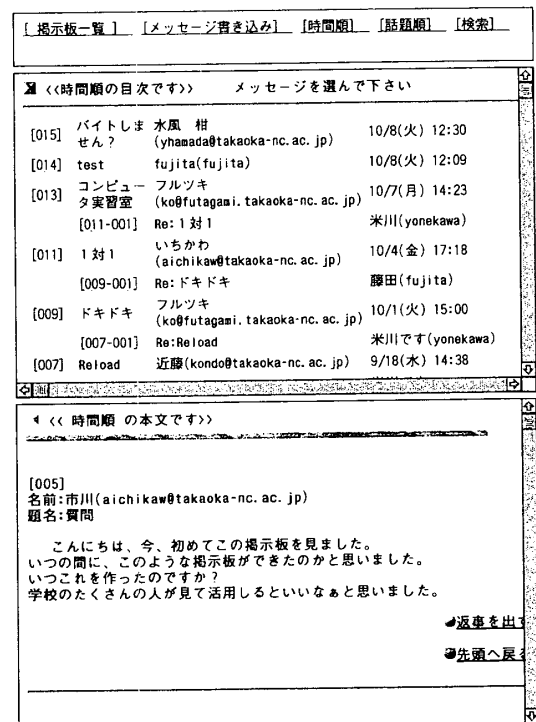 [ 掲示板一覧 ] [メッセージ書き込み] [時間順] [話題順] [検索]
<<時間順の目次です>> メッセージを選んで下さい
[015] バイトしません? 水風 柑(yhamada@takaoka-nc.ac.jp) 10/8(火) 12:30
[014] test fujita(fujita) 10/8(火) 12:09
[013] コンピュータ実習室 フルツキ(ko@futagami.takaoka-nc.ac.jp) 10/7(月) 14:23
[011-001] Re:1対1 米川(yonekawa)
[011] 1対1 いちかわ(aichikaw@takaoka-nc.ac.jp) 10/4(金) 17:18
[009-001] Re:ドキドキ 藤田(fujita)
[009] ドキドキ フルツキ(ko@futagami.takaoka-nc.ac.jp) 10/1(火) 15:00
[007-001] Re:Reload 米川です(yonekawa)
[007] Reload 近藤(kondo@takaoka-nc.ac.jp) 9/18(水) 14:38
<< 時間順 の本文です>>
[005]
名前:市川(aichikaw@takaoka-nc.ac.jp)
題名:質問
こんにちは、今、初めてこの掲示板を見ました。
いつの間に、このような掲示板ができたのかと思いました。
いつこれを作ったのですか?
学校のたくさんの人が見て活用しるといいなぁと思いました。
返事を出す
先頭へ戻る